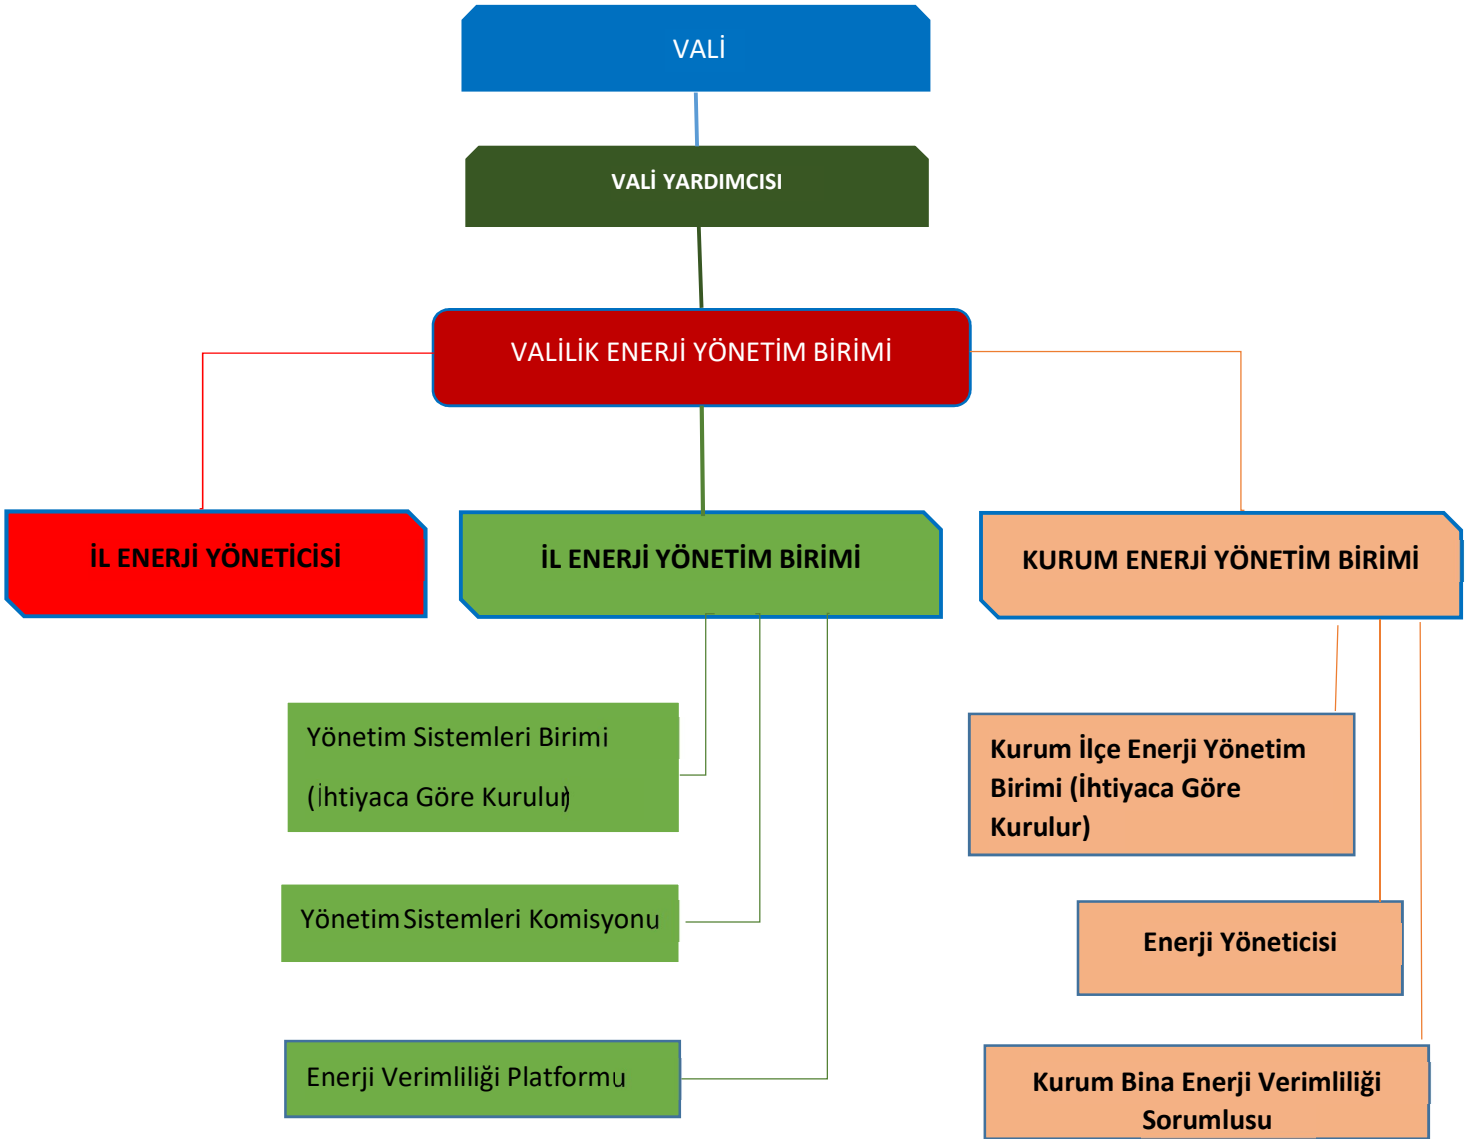 VALİ
VALİ YARDIMCISI
VALİLİK ENERJİ YÖNETİM BİRİMİ
İL ENERJİ YÖNETİCİSİ
İL ENERJİ YÖNETİM BİRİMİ
KURUM ENERJİ YÖNETİM BİRİMİ
Yönetim Sistemleri Birimi
(İhtiyaca Göre Kurulur)
Kurum İlçe Enerji Yönetim
Birimi (İhtiyaca Göre
Kurulur)
Yönetim Sistemleri Komisyonu
Enerji Yöneticisi
Enerji Verimliliği Platformu
Kurum Bina Enerji Verimliliği
Sorumlusu